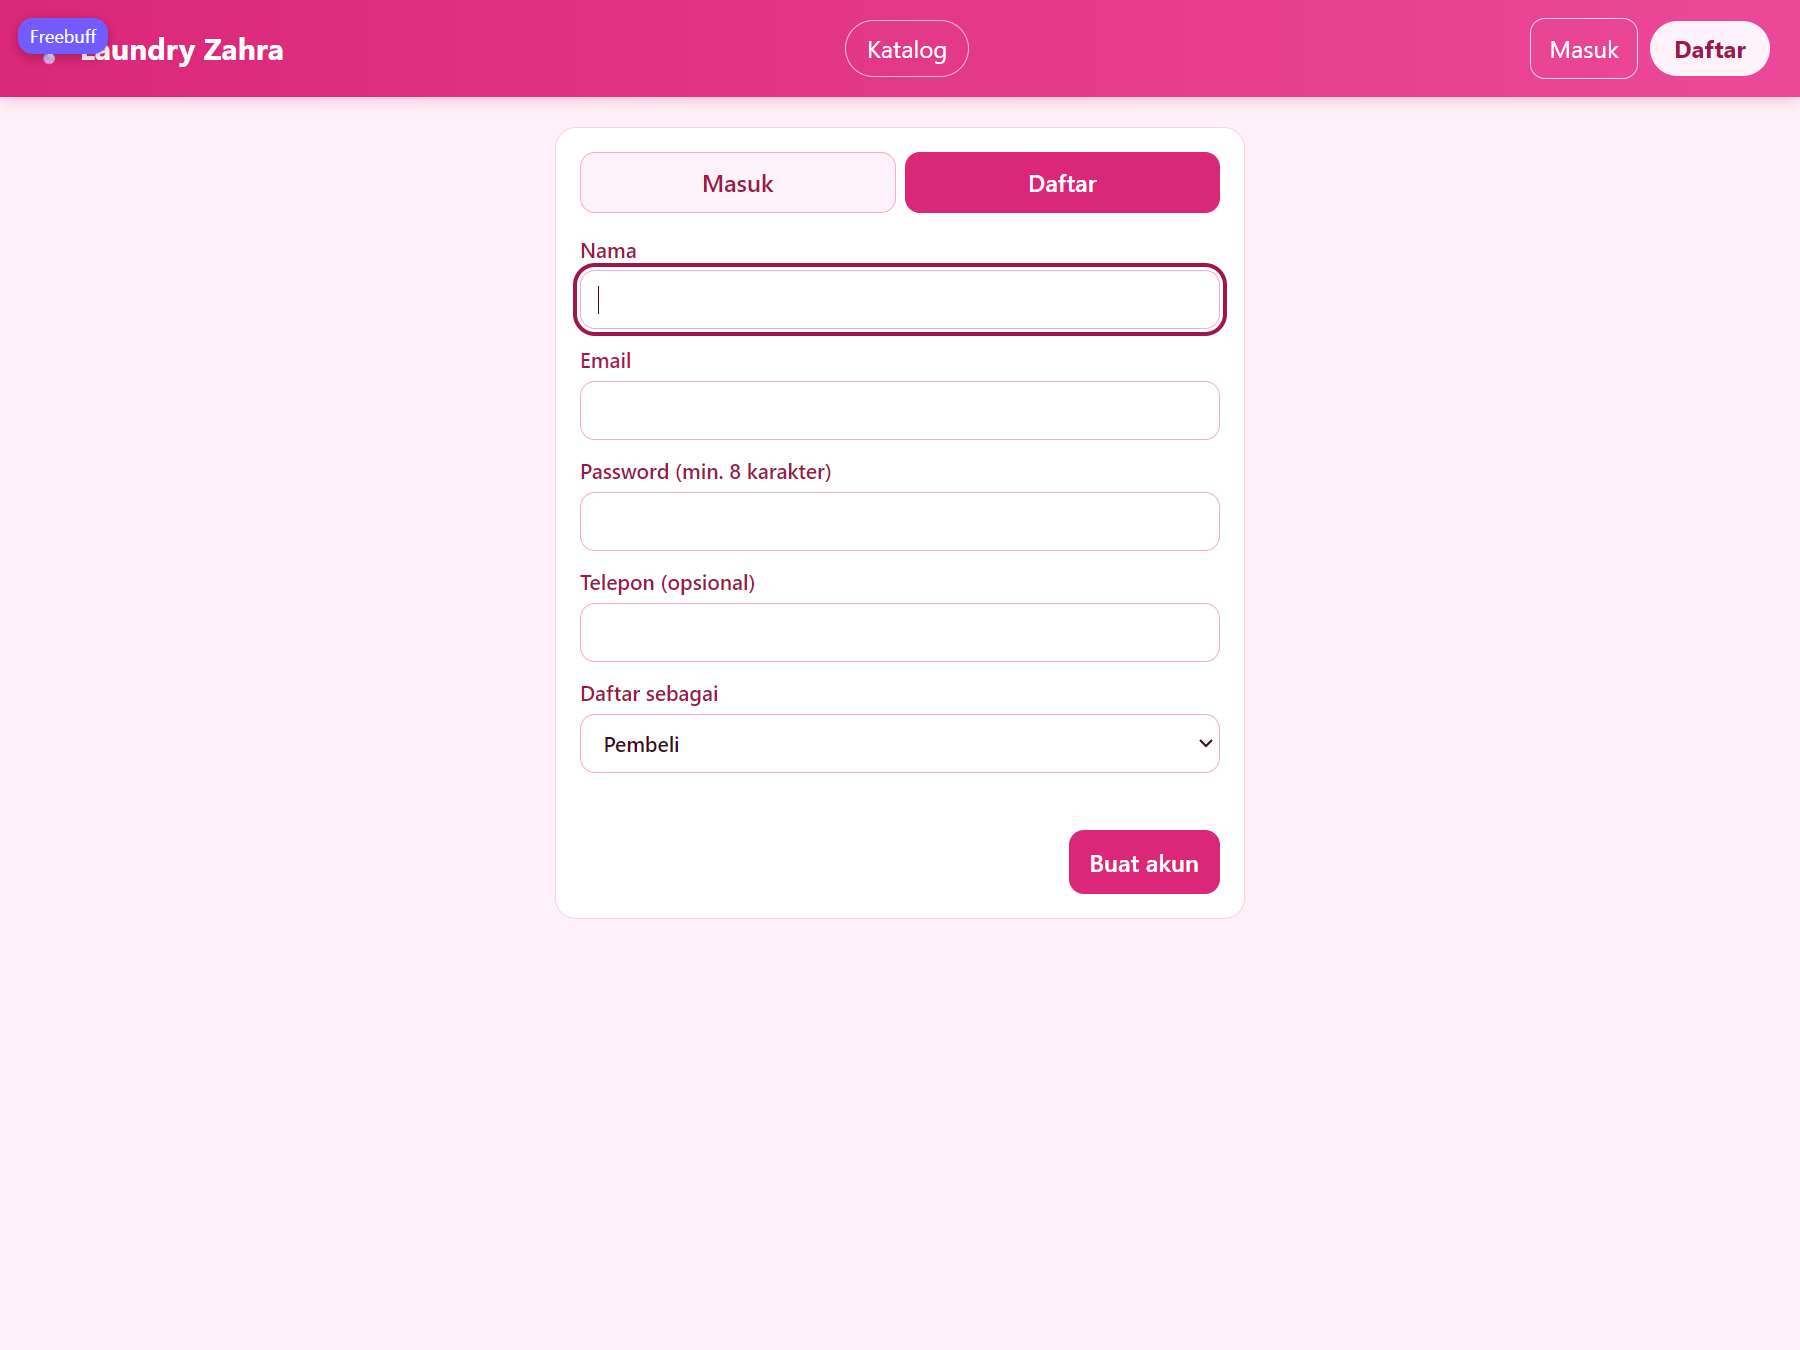 Freebuff
Laundry Zahra
Katalog
Masuk
Daftar
Masuk
Daftar
Nama
Email
Password (min. 8 karakter)
Telepon (opsional)
Daftar sebagai
Pembeli
Buat akun